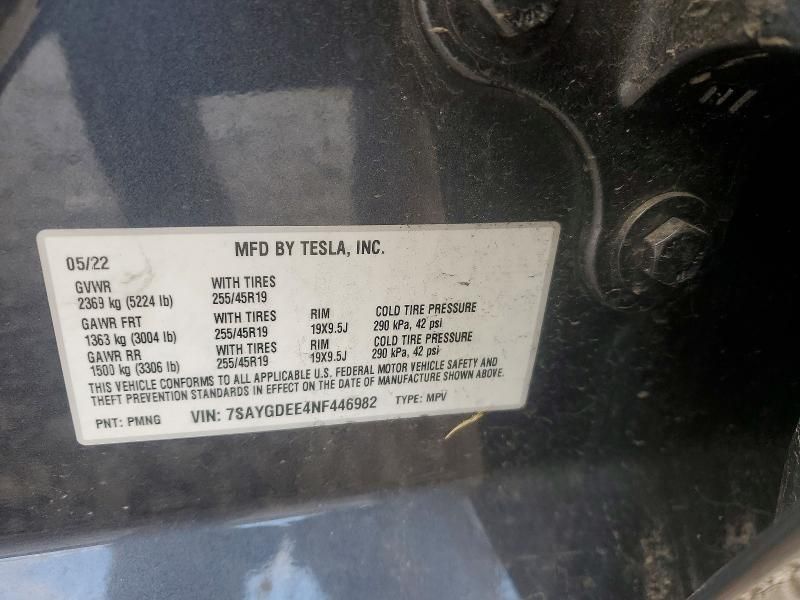 05/22 MFD BY TESLA, INC.
GVWR WITH TIRES
2369 kg (5224 lb) 255/45R19
GAWR FRT WITH TIRES RIM COLD TIRE PRESSURE
1363 kg (3004 lb) 255/45R19 19X9.5J 290 kPa, 42 psi
GAWR RR WITH TIRES RIM COLD TIRE PRESSURE
1500 kg (3306 lb) 255/45R19 19X9.5J 290 kPa, 42 psi
THIS VEHICLE CONFORMS TO ALL APPLICABLE U.S. FEDERAL MOTOR VEHICLE SAFETY AND
THEFT PREVENTION STANDARDS IN EFFECT ON THE DATE OF MANUFACTURE SHOWN ABOVE.
PNT: PMNG VIN: 7SAYGDEE4NF446982 TYPE: MPV